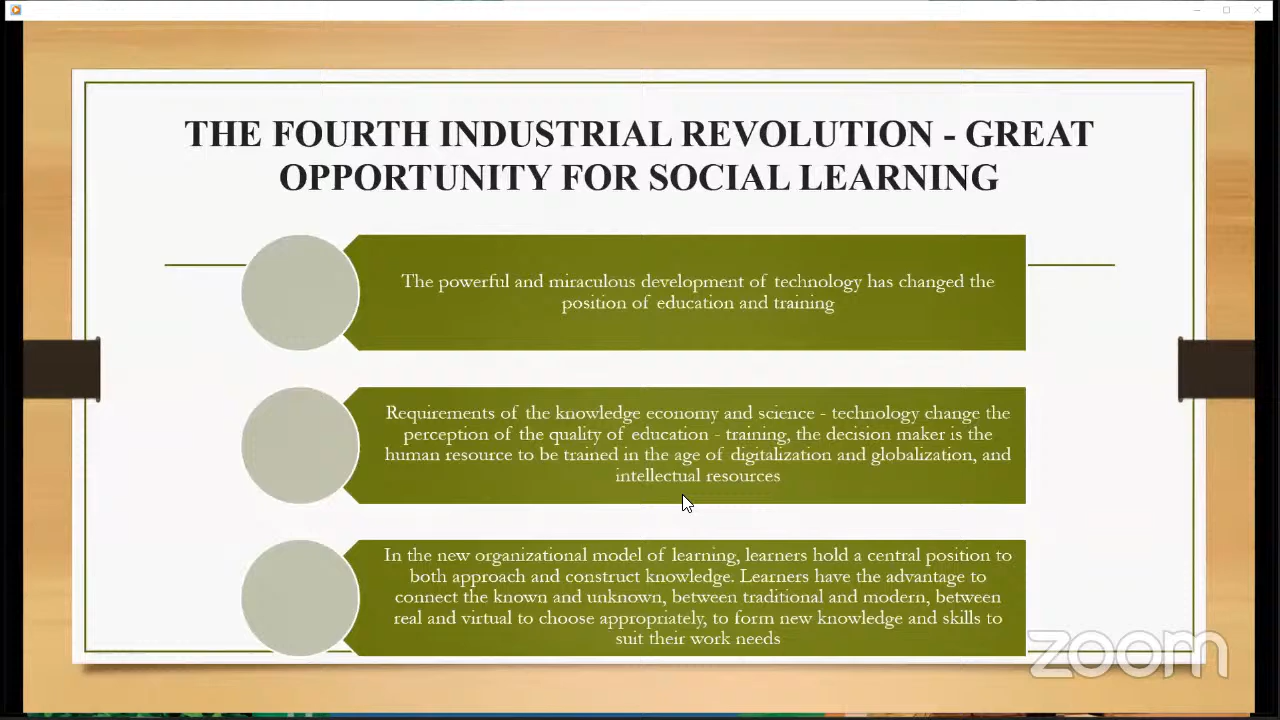 THE FOURTH INDUSTRIAL REVOLUTION - GREAT
OPPORTUNITY FOR SOCIAL LEARNING
The powerful and miraculous development of technology has changed the
position of education and training
Requirements of the knowledge economy and science - technology change the
perception of the quality of education - training, the decision maker is the
human resource to be trained in the age of digitalization and globalization, and
intellectual resources
In the new organizational model of learning, learners hold a central position to
both approach and construct knowledge. Learners have the advantage to
connect the known and unknown, between traditional and modern, between
real and virtual to choose appropriately, to form new knowledge and skills to
suit their work needs
zoom